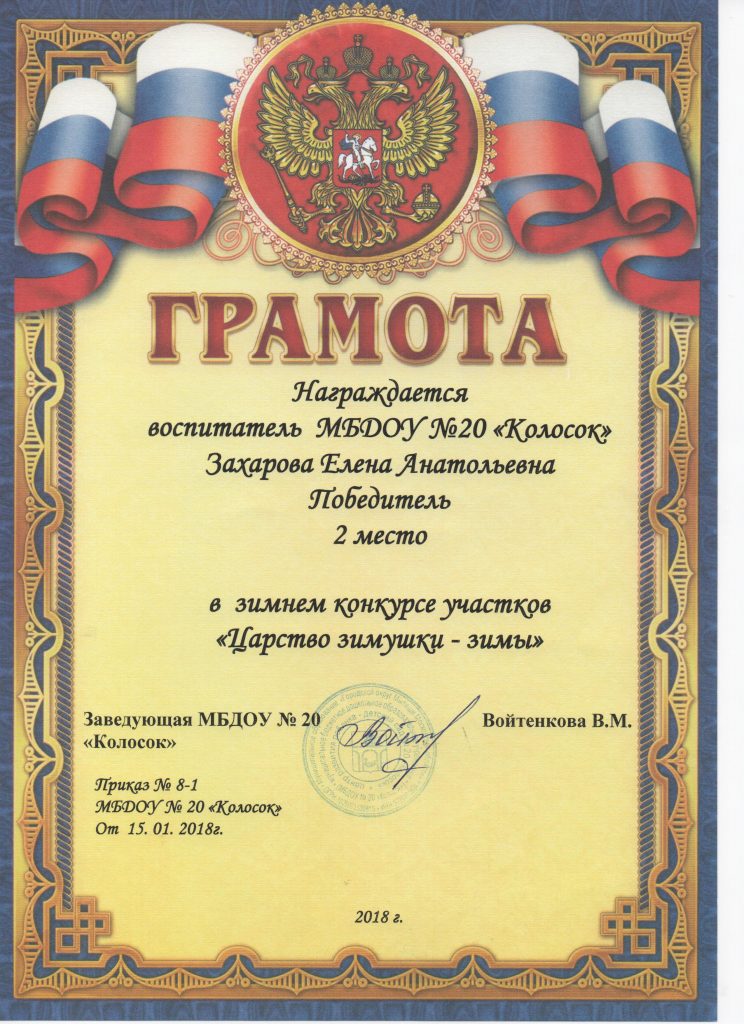 ГРАМОТА
Награждается
воспитатель МБДОУ №20 «Колосок»
Захарова Елена Анатольевна
Победитель
2 место
в зимнем конкурсе участков
«Царство зимушки - зимы»
Заведующая МБДОУ № 20
«Колосок»
Войтенкова В.М.
Приказ № 8-1
МБДОУ № 20 «Колосок»
От 15. 01. 2018г.
2018 г.